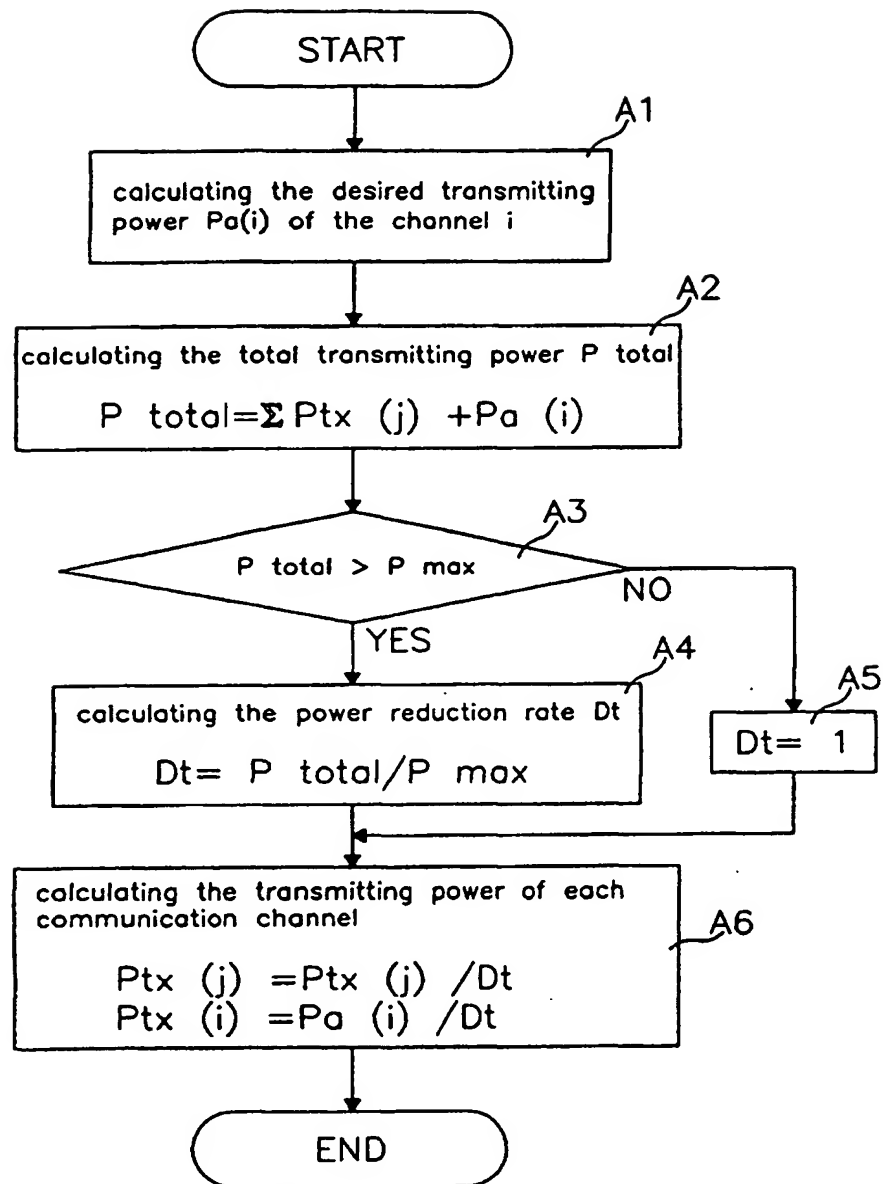 START
A1
calculating the desired transmitting
power Pa(i) of the channel i
A2
calculating the total transmitting power P total
P total=Σ Ptx (j) +Pa (i)
A3
P total > P max
NO
YES
A4
calculating the power reduction rate Dt
Dt= P total/P max
A5
Dt= 1
calculating the transmitting power of each
communication channel
A6
Ptx (j) =Ptx (j) /Dt
Ptx (i) =Pa (i) /Dt
END